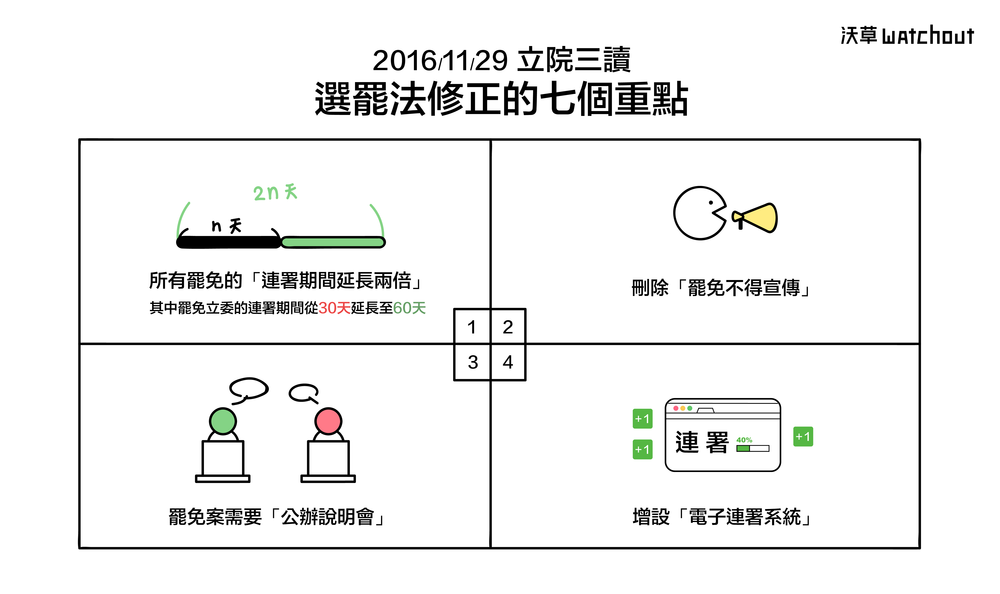 沃草 watchout
2016/11/29 立院三讀
選罷法修正的七個重點
2n天
n天
所有罷免的「連署期間延長兩倍」
其中罷免立委的連署期間從30天延長至60天
刪除「罷免不得宣傳」
1 2
3 4
罷免案需要「公辦說明會」
+1
+1
連署 40%
+1
增設「電子連署系統」